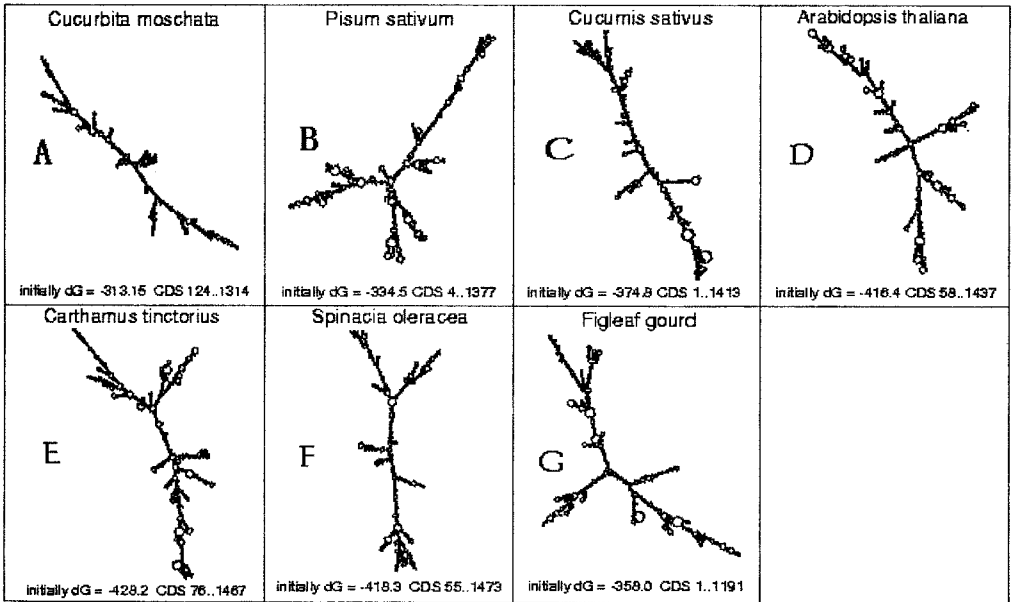 Cucurbita moschata
A
initially dG = -313.15 CDS 124..1314
Pisum sativum
B
initially dG = -334.5 CDS 4..1377
Cucumis sativus
C
initially dG = -374.8 CDS 1..1413
Arabidopsis thaliana
D
initially dG = -416.4 CDS 58..1437
Carthamus tinctorius
E
initially dG = -428.2 CDS 76..1467
Spinacia oleracea
F
initially dG = -418.3 CDS 55..1473
Figleaf gourd
G
initially dG = -358.0 CDS 1..1191